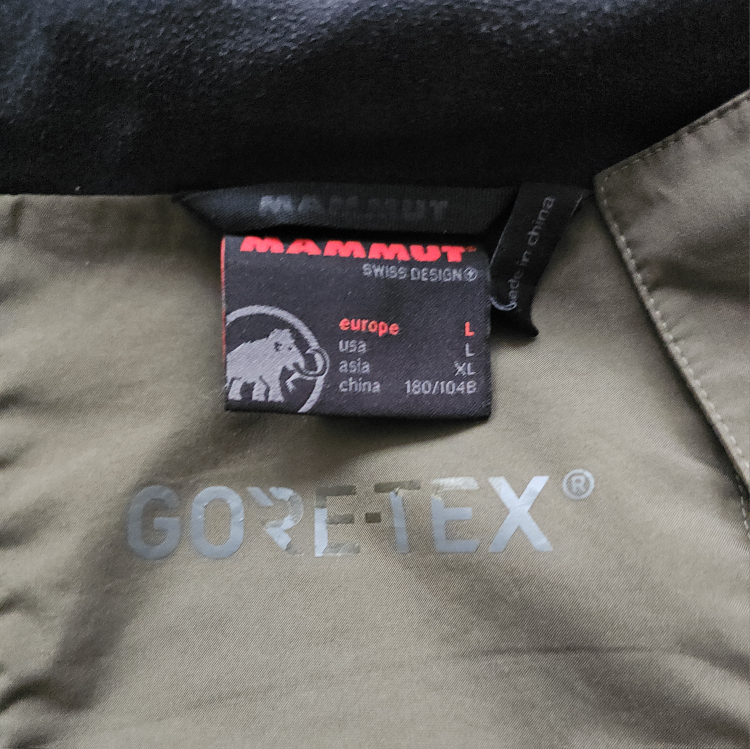 MAMMUT
MAMMUT
SWISS DESIGN
europe L
usa L
asia XL
china 180/104B
made in china
GORE-TEX®